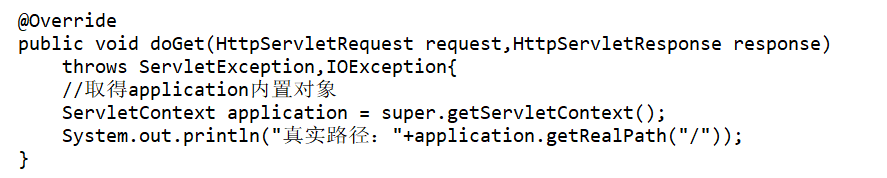 @Override
public void doGet(HttpServletRequest request,HttpServletResponse response)
    throws ServletException,IOException{
    //取得application内置对象
    ServletContext application = super.getServletContext();
    System.out.println("真实路径："+application.getRealPath("/"));
}